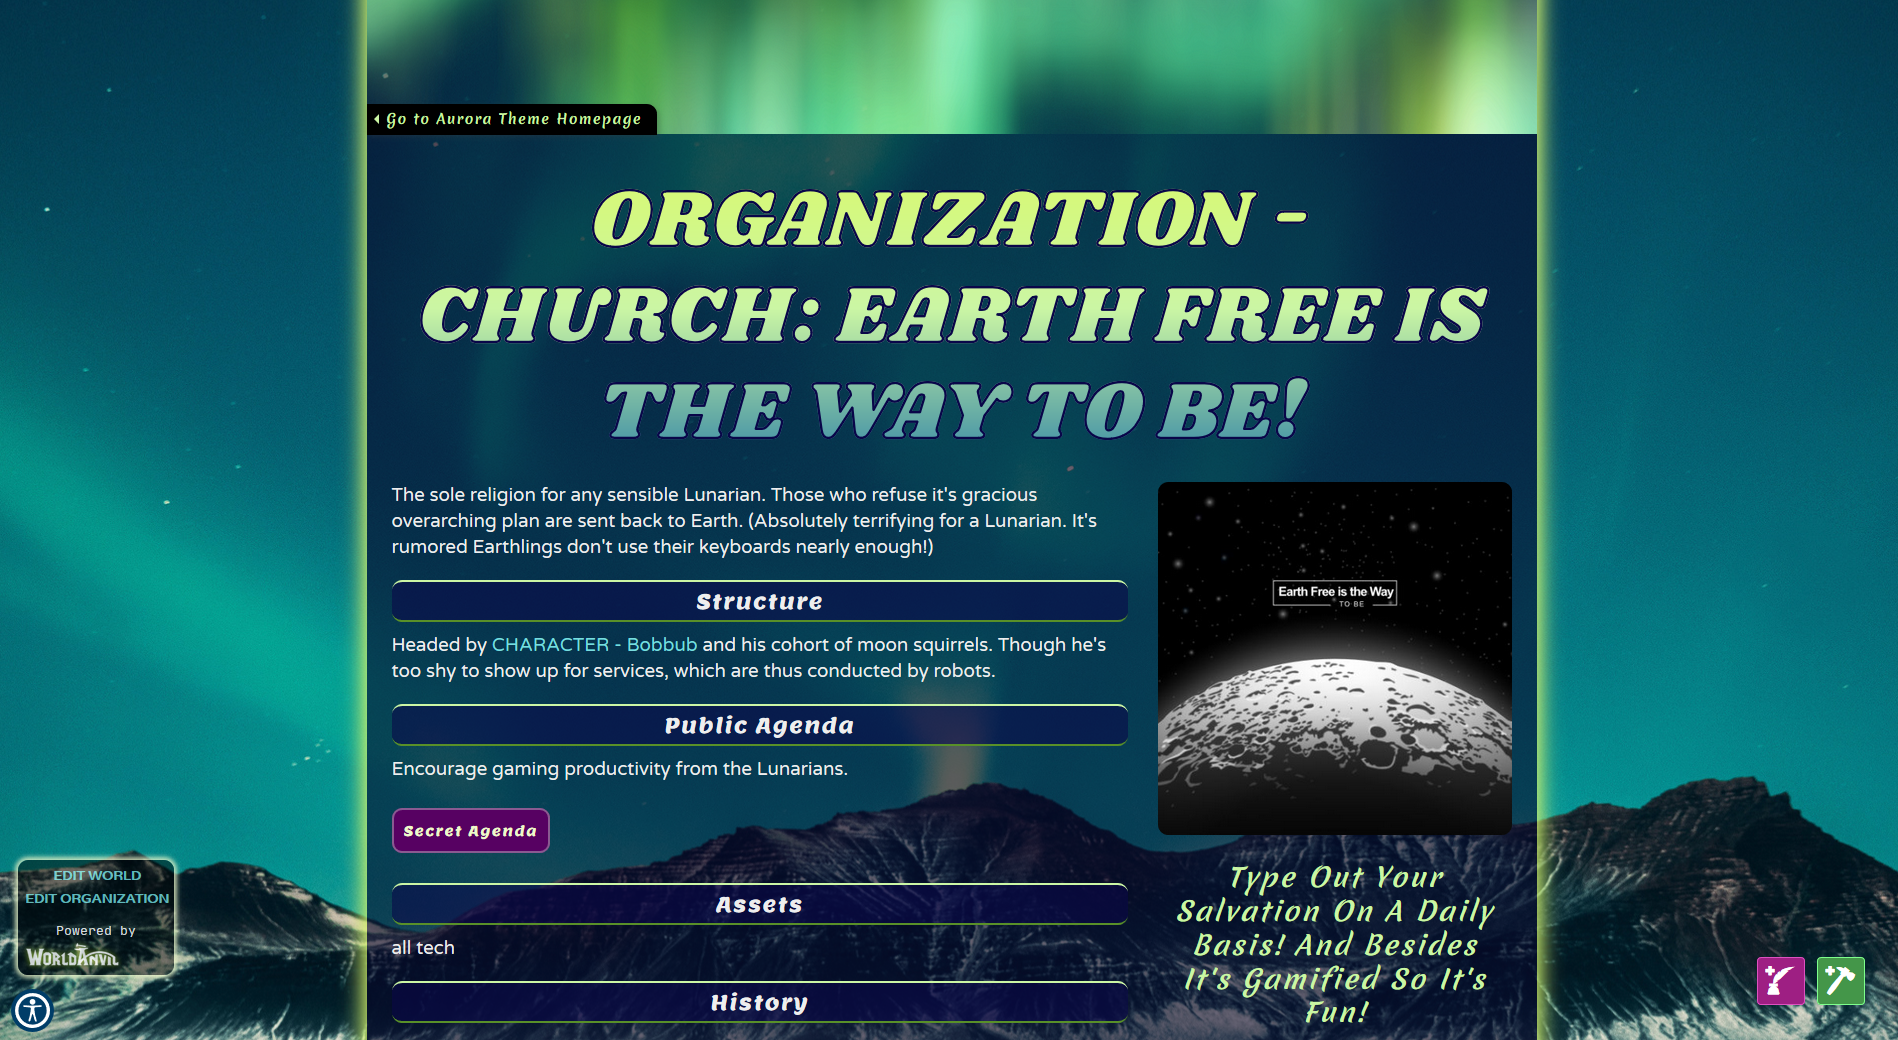 Go to Aurora Theme Homepage
ORGANIZATION -
CHURCH: EARTH FREE IS
THE WAY TO BE!
The sole religion for any sensible Lunarian. Those who refuse it's gracious
overarching plan are sent back to Earth. (Absolutely terrifying for a Lunarian. It's
rumored Earthlings don't use their keyboards nearly enough!)
Structure
Headed by CHARACTER - Bobbub and his cohort of moon squirrels. Though he's
too shy to show up for services, which are thus conducted by robots.
Public Agenda
Encourage gaming productivity from the Lunarians.
Secret Agenda
Assets
all tech
History
Earth Free is the Way
TO BE
Type Out Your
Salvation On A Daily
Basis! And Besides
It's Gamified So It's
Fun!
EDIT WORLD
EDIT ORGANIZATION
Powered by
WORLDANVIL